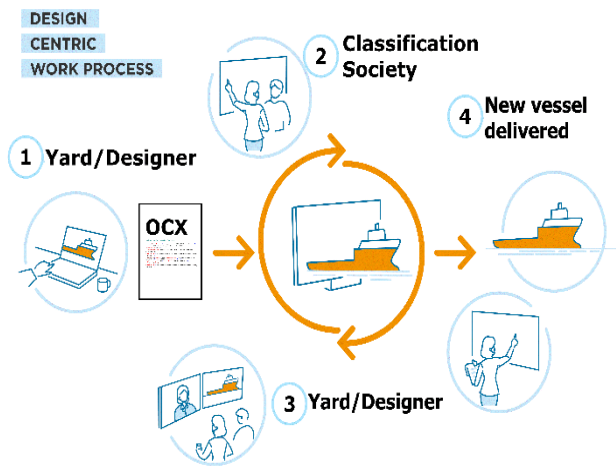 DESIGN
CENTRIC
WORK PROCESS
2 Classification
Society
4 New vessel
delivered
1 Yard/Designer
OCX
3 Yard/Designer